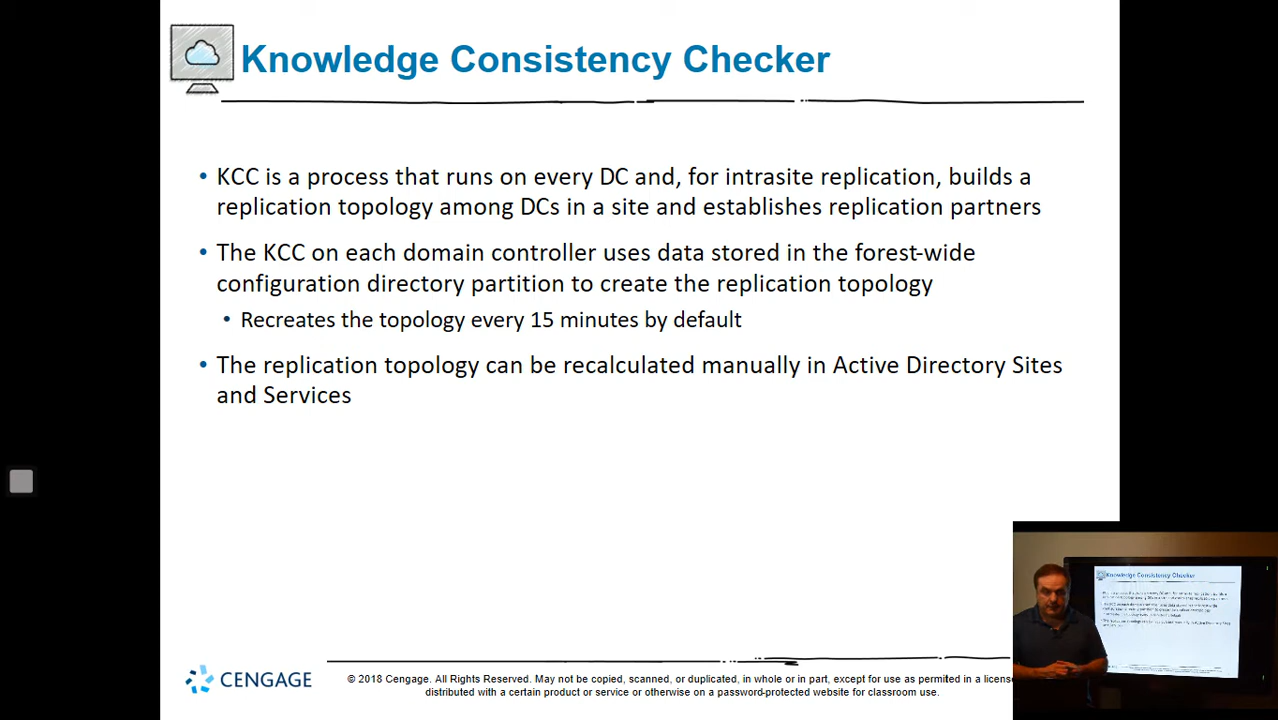 Knowledge Consistency Checker
• KCC is a process that runs on every DC and, for intrasite replication, builds a
replication topology among DCs in a site and establishes replication partners
• The KCC on each domain controller uses data stored in the forest-wide
configuration directory partition to create the replication topology
• Recreates the topology every 15 minutes by default
• The replication topology can be recalculated manually in Active Directory Sites
and Services
CENGAGE
© 2018 Cengage. All Rights Reserved. May not be copied, scanned, or duplicated, in whole or in part, except for use as permitted in a license
distributed with a certain product or service or otherwise on a password-protected website for classroom use.
Knowledge Consistency Checker